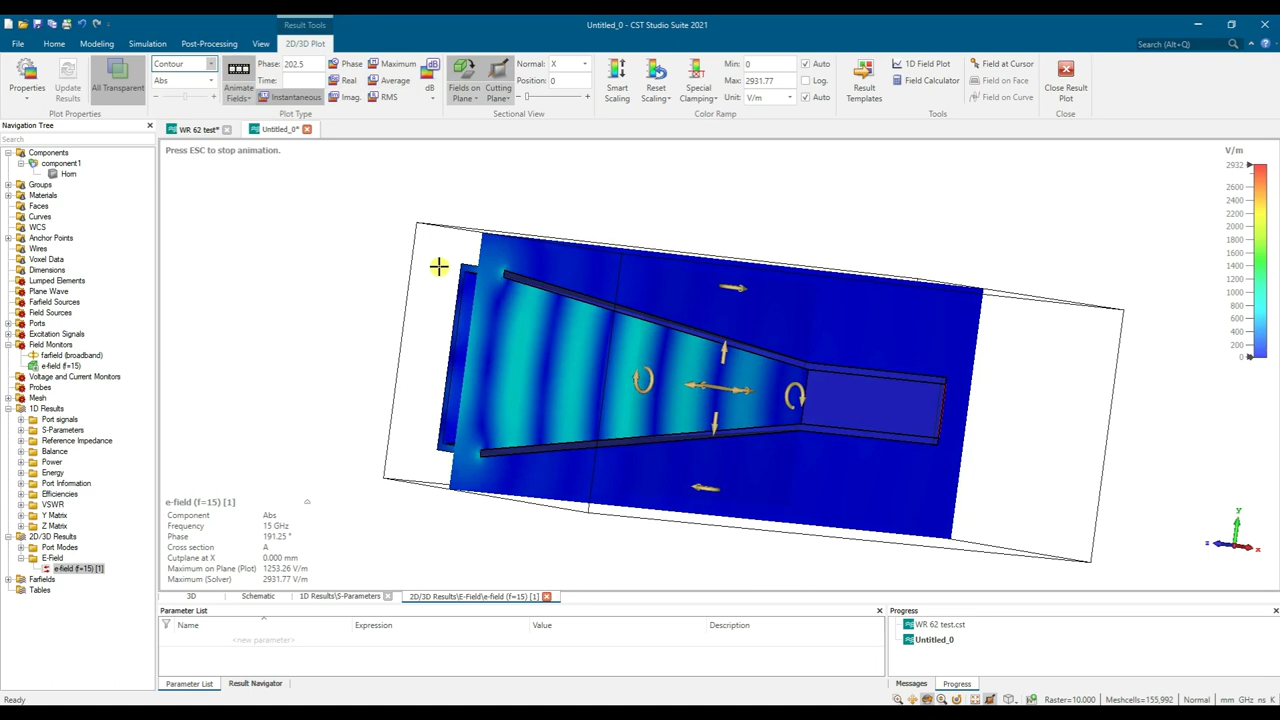 Result Tools
Untitled_0 - CST Studio Suite 2021
File Home Modeling Simulation Post-Processing View 2D/3D Plot Search (Alt+Q)
Contour Phase: 202.5 Phase Maximum Normal: X Min: 0 Auto 1D Field Plot Field at Cursor
Abs Time: Real Average Position: 0 Max: 2931.77 Log. Field Calculator Field on Face
Properties Update Results All Transparent Animate Fields Instantaneous Imag. RMS dB Fields on Plane Cutting Plane Smart Scaling Reset Scaling Special Clamping Unit: V/m Auto Result Templates Field on Curve Close Result Plot
Plot Properties Plot Type Sectional View Color Ramp Tools Close
Navigation Tree
WR 62 test* Untitled_0*
Search
Press ESC to stop animation.
V/m
Components
component1
Horn
Groups
Materials
Faces
Curves
WCS
Anchor Points
Wires
Voxel Data
Dimensions
Lumped Elements
Plane Wave
Farfield Sources
Field Sources
Ports
Excitation Signals
Field Monitors
farfield (broadband)
e-field (f=15)
Voltage and Current Monitors
Probes
Mesh
1D Results
Port signals
S-Parameters
Reference Impedance
Balance
Power
Energy
Port Information
Efficiencies
VSWR
Y Matrix
Z Matrix
2D/3D Results
Port Modes
E-Field
e-field (f=15) [1]
Farfields
Tables
2932
2600
2400
2200
2000
1800
1600
1400
1200
1000
800
600
400
200
0
e-field (f=15) [1]
Component Abs
Frequency 15 GHz
Phase 191.25 °
Cross section A
Cutplane at X 0.000 mm
Maximum on Plane (Plot) 1253.26 V/m
Maximum (Solver) 2931.77 V/m
y
z
x
3D Schematic 1D Results\S-Parameters 2D/3D Results\E-Field\e-field (f=15) [1]
Parameter List
Name Expression Value Description
<new parameter>
Parameter List Result Navigator
Progress
WR 62 test.cst
Untitled_0
Messages Progress
Ready
Raster=10.000 Meshcells=155,992 Normal mm GHz ns K